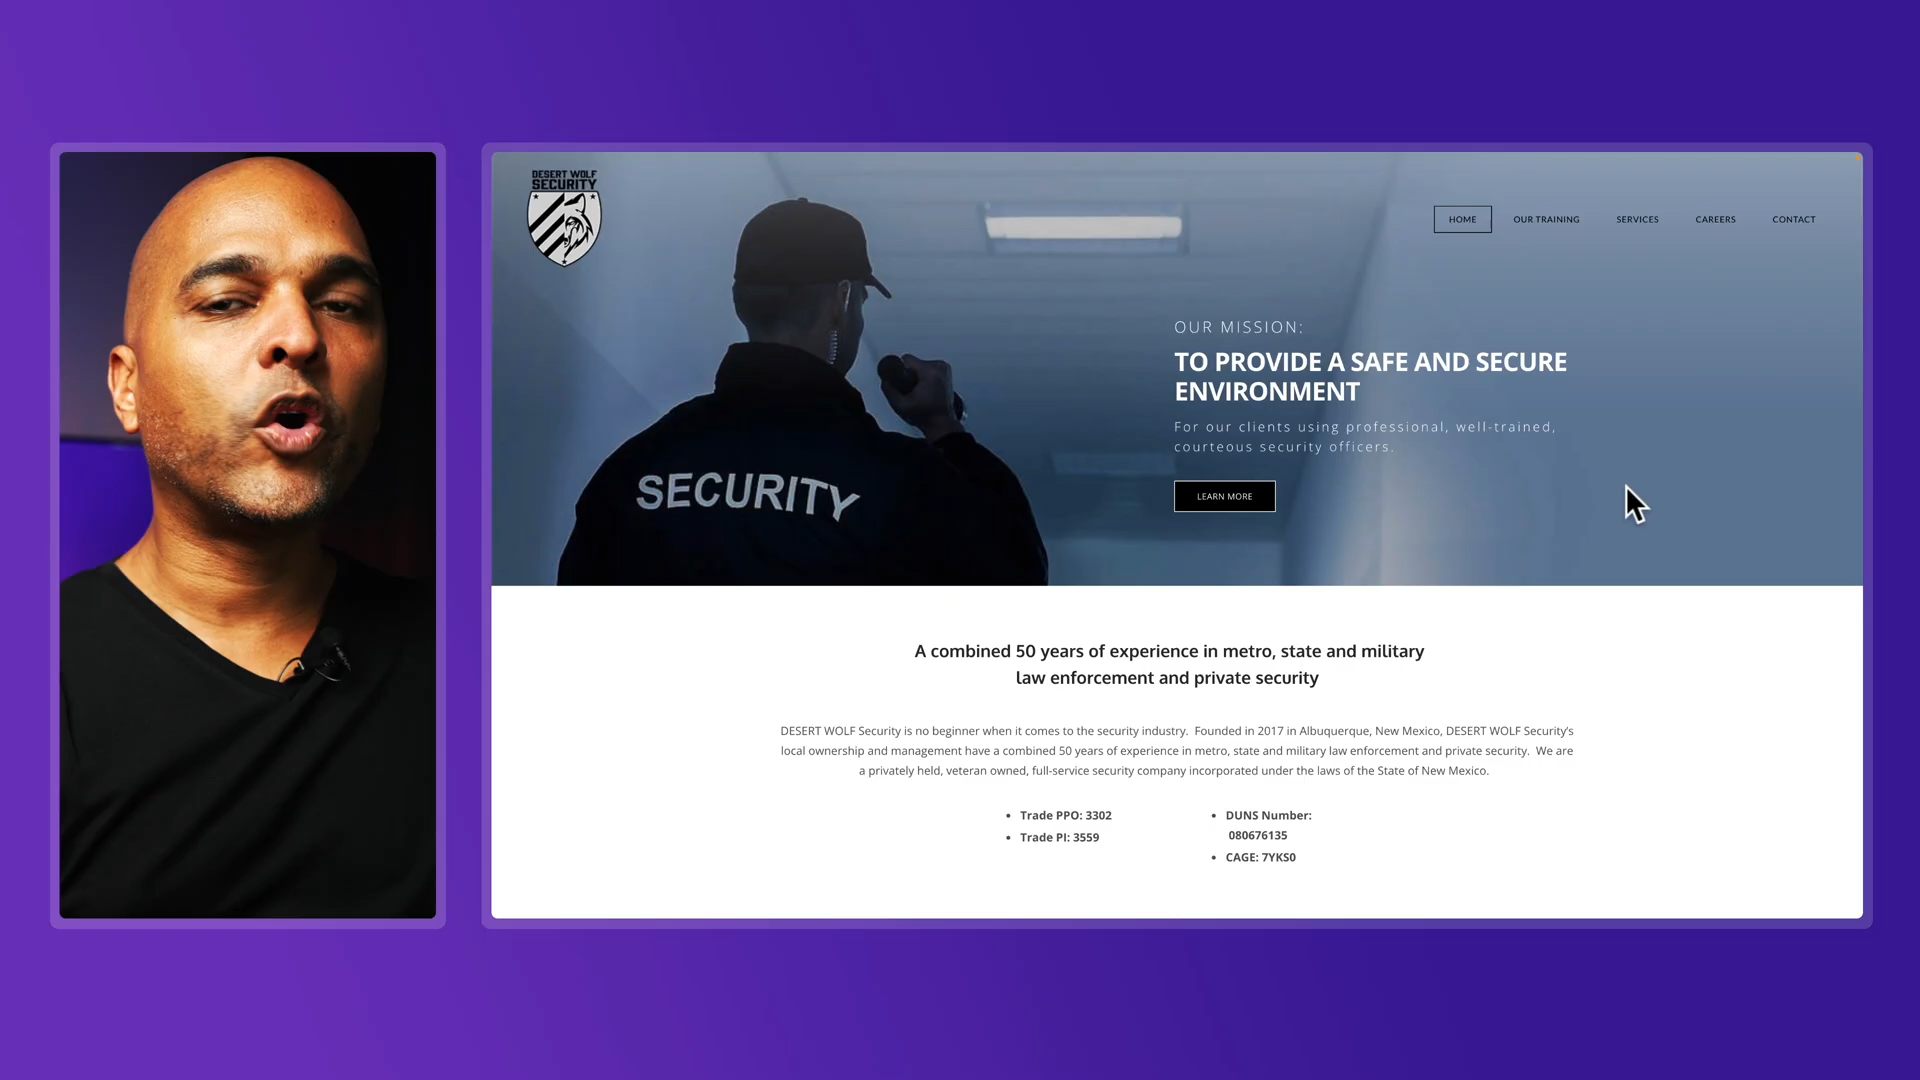 DESERT WOLF
SECURITY
HOME
OUR TRAINING
SERVICES
CAREERS
CONTACT
OUR MISSION:
TO PROVIDE A SAFE AND SECURE
ENVIRONMENT
For our clients using professional, well-trained,
courteous security officers.
LEARN MORE
SECURITY
A combined 50 years of experience in metro, state and military
law enforcement and private security
DESERT WOLF Security is no beginner when it comes to the security industry. Founded in 2017 in Albuquerque, New Mexico, DESERT WOLF Security's
local ownership and management have a combined 50 years of experience in metro, state and military law enforcement and private security. We are
a privately held, veteran owned, full-service security company incorporated under the laws of the State of New Mexico.
• Trade PPO: 3302
• Trade PI: 3559
• DUNS Number:
080676135
• CAGE: 7YKS0